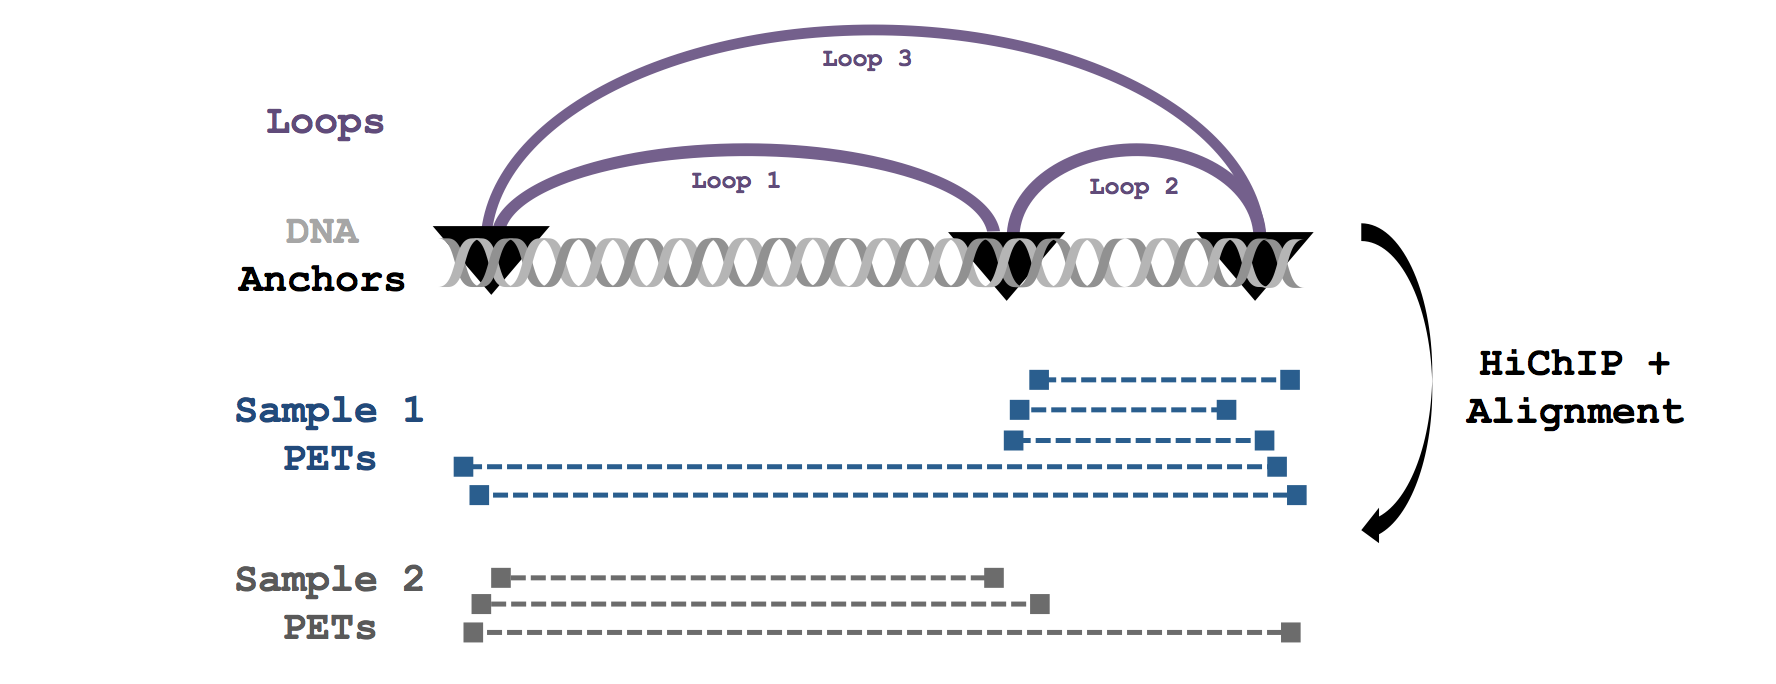 Loop 3
Loops
Loop 1
Loop 2
DNA
Anchors
HiChIP +
Alignment
Sample 1
PETs
Sample 2
PETs